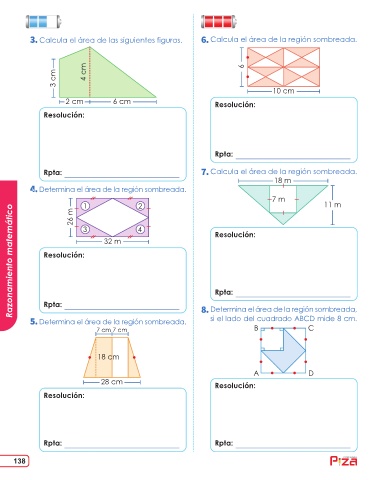 3. Calcula el área de las siguientes figuras.
3 cm
4 cm
2 cm
6 cm
Resolución:
Rpta:
4. Determina el área de la región sombreada.
1
2
3
4
26 m
32 m
Resolución:
Rpta:
5. Determina el área de la región sombreada.
7 cm 7 cm
18 cm
28 cm
Resolución:
Rpta:
6. Calcula el área de la región sombreada.
6
10 cm
Resolución:
Rpta:
7. Calcula el área de la región sombreada.
18 m
7 m
11 m
Resolución:
Rpta:
8. Determina el área de la región sombreada,
si el lado del cuadrado ABCD mide 8 cm.
B
C
A
D
Resolución:
Rpta:
Razonamiento matemático
138